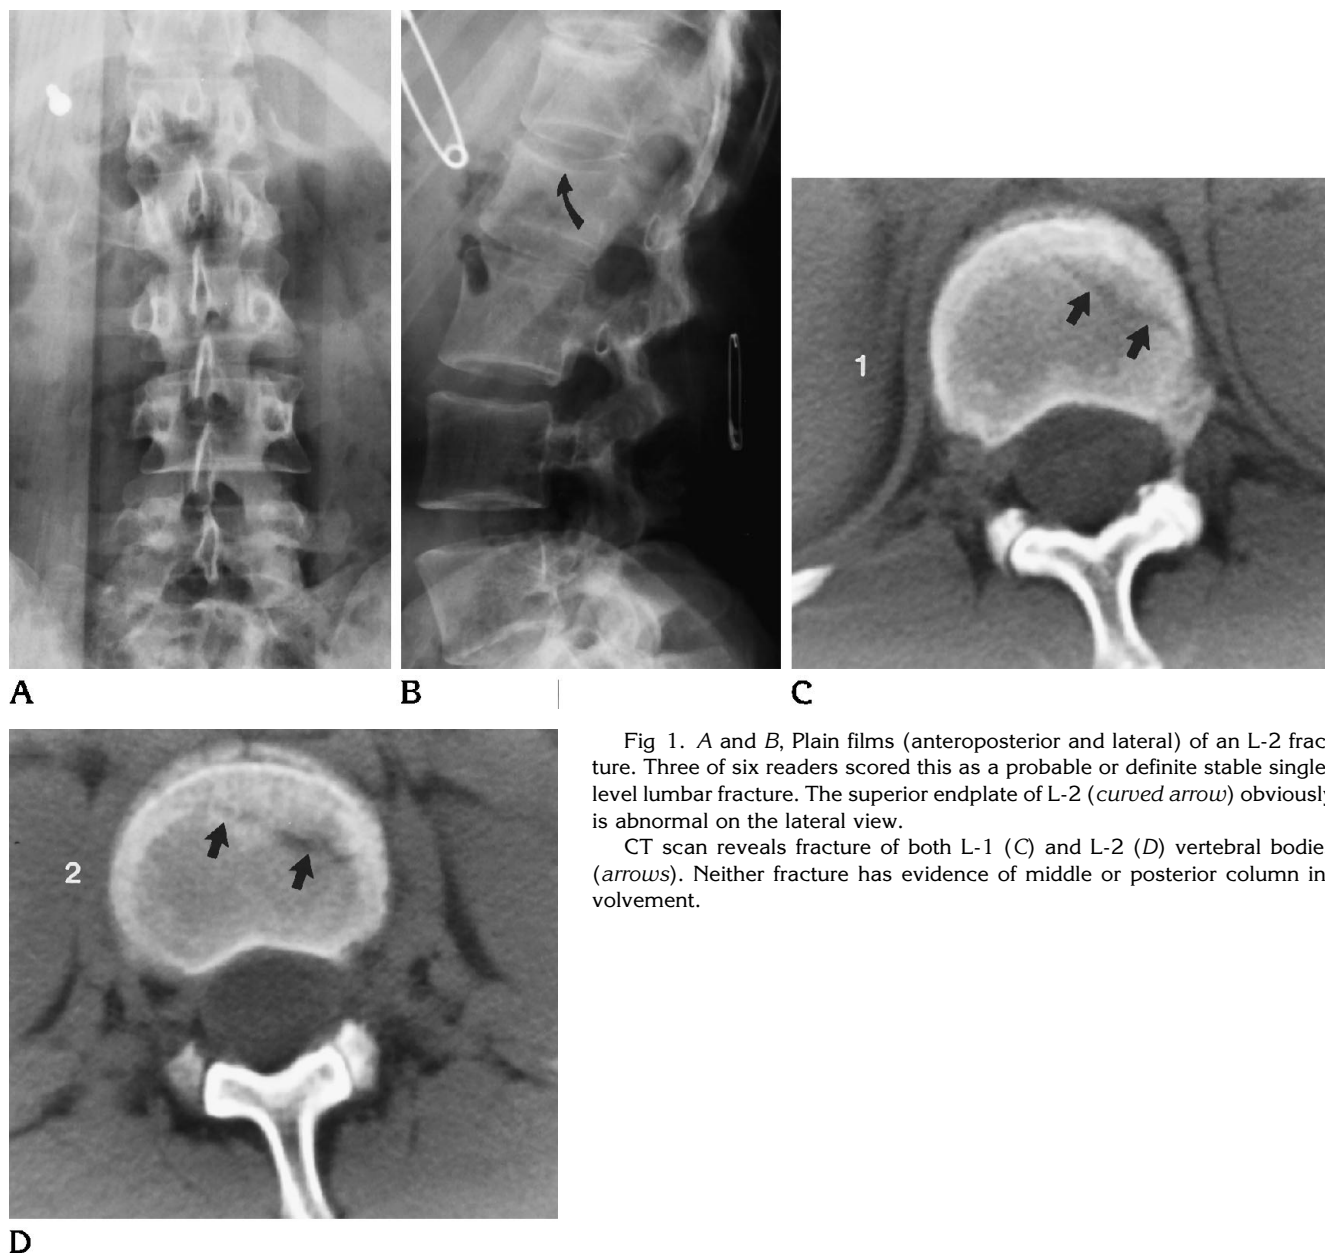 1
A
B
C
2
D
Fig 1. A and B, Plain films (anteroposterior and lateral) of an L-2 frac
ture. Three of six readers scored this as a probable or definite stable single
level lumbar fracture. The superior endplate of L-2 (curved arrow) obviously
is abnormal on the lateral view.
CT scan reveals fracture of both L-1 (C) and L-2 (D) vertebral bodie
(arrows). Neither fracture has evidence of middle or posterior column in
volvement.